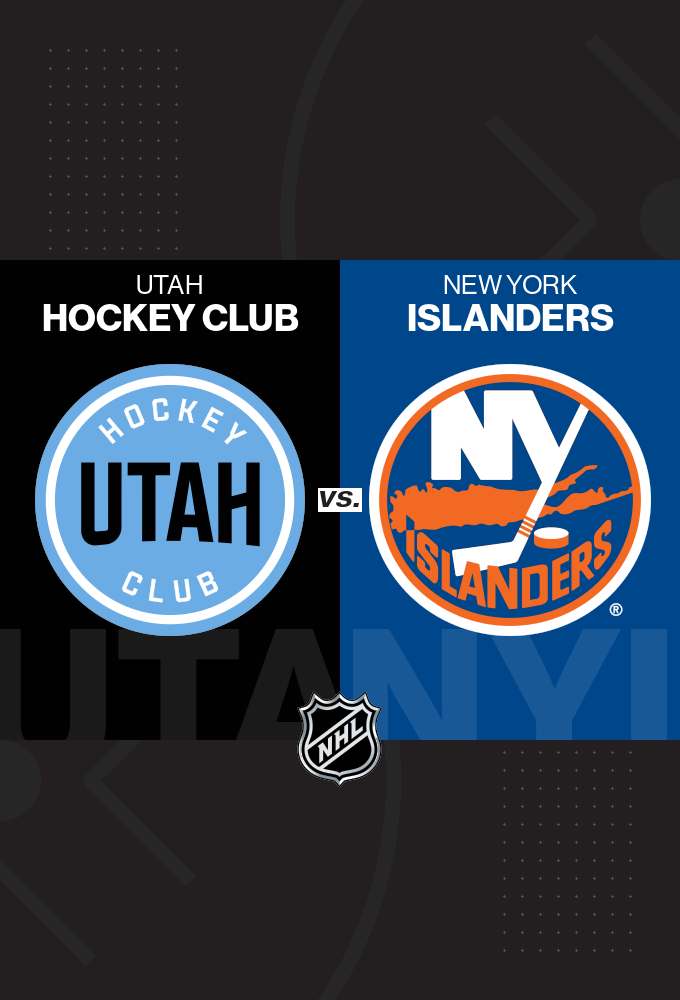 UTAH
HOCKEY CLUB
NEW YORK
ISLANDERS
HOCKEY
UTAH
CLUB
vs.
NY
ISLANDERS
®
UTA
NYI
NHL